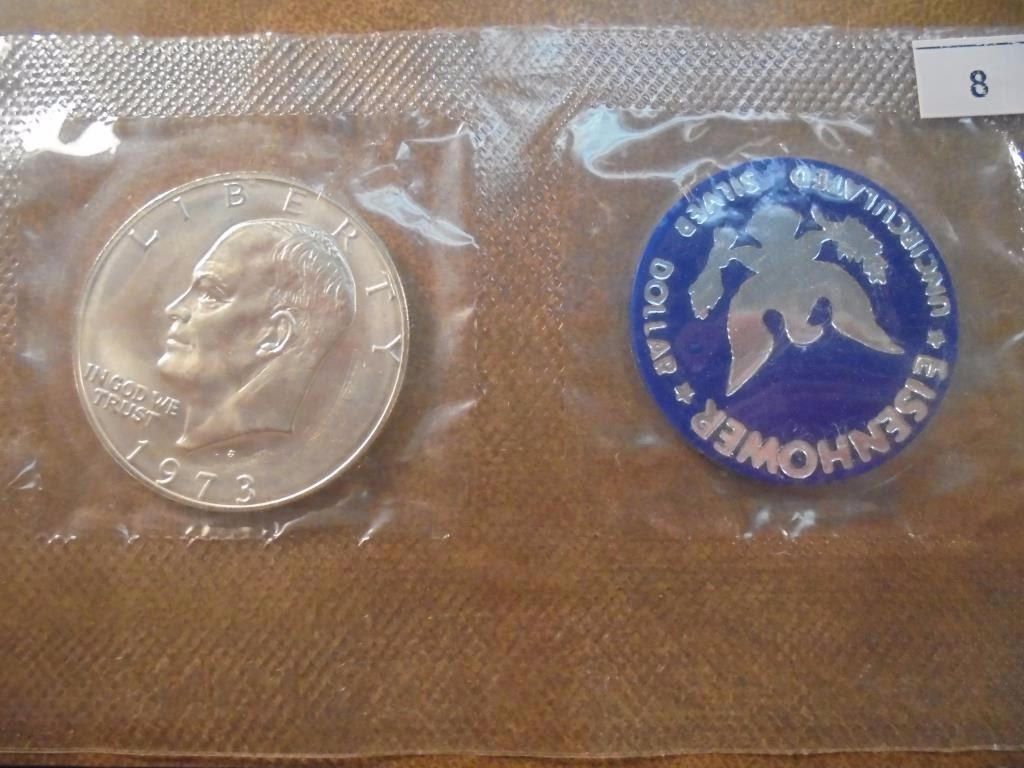 LIBERTY
IN GOD WE
TRUST
1973
S
8
EISENHOWER
★ UNCIRCULATED SILVER DOLLAR ★